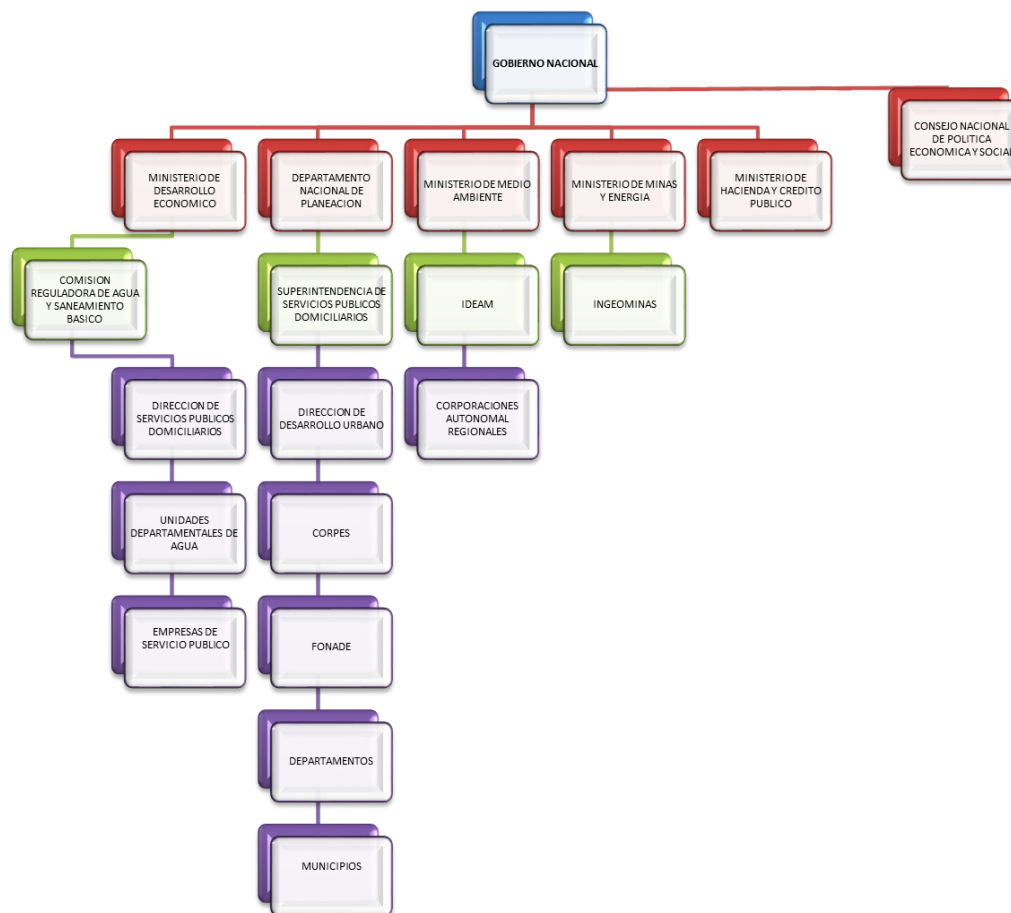 GOBIERNO NACIONAL
CONSEJO NACIONAL
DE POLITICA
ECONOMICA Y SOCIAL
MINISTERIO DE
DESARROLLO
ECONOMICO
DEPARTAMENTO
NACIONAL DE
PLANEACION
MINISTERIO DE MEDIO
AMBIENTE
MINISTERIO DE MINAS
Y ENERGIA
MINISTERIO DE
HACIENDA Y CREDITO
PUBLICO
COMISION
REGULADORA DE AGUA
Y SANEAMIENTO
BASICO
SUPERINTENDENCIA DE
SERVICIOS PUBLICOS
DOMICILIARIOS
IDEAM
INGEOMINAS
DIRECCION DE
SERVICIOS PUBLICOS
DOMICILIARIOS
DIRECCION DE
DESARROLLO URBANO
CORPORACIONES
AUTONOMAL
REGIONALES
UNIDADES
DEPARTAMENTALES DE
AGUA
CORPES
EMPRESAS DE
SERVICIO PUBLICO
FONADE
DEPARTAMENTOS
MUNICIPIOS